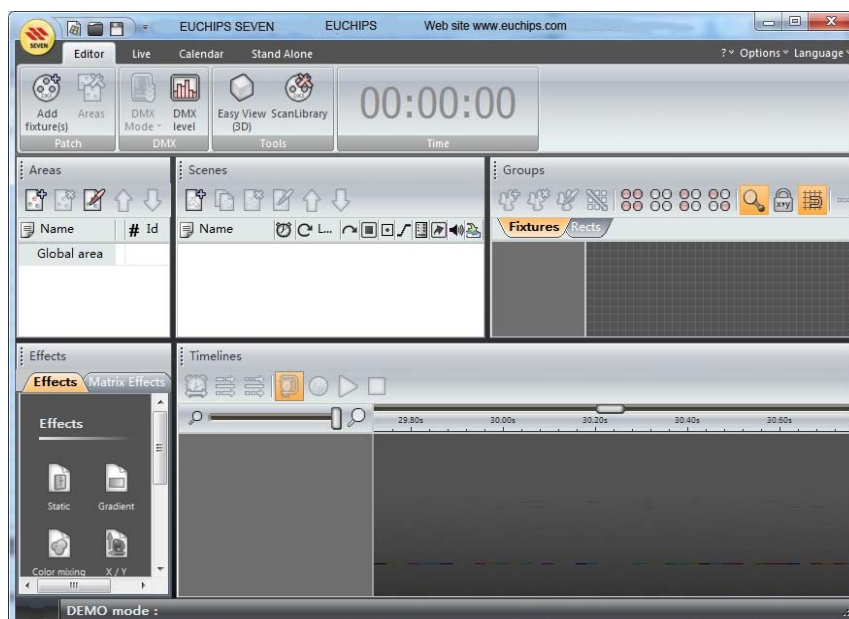 EUCHIPS SEVEN EUCHIPS Web site www.euchips.com
SEVEN
Editor Live Calendar Stand Alone ? Options Language
Add fixture(s)
Areas
DMX Mode
DMX level
Easy View (3D)
ScanLibrary
00:00:00
Patch DMX Tools Time
Areas Scenes Groups
Name # Id
Name L...
Fixtures Rects
Global area
Effects Timelines
Effects Matrix Effects
29.80s 30.00s 30.20s 30.40s 30.60s
Effects
Static Gradient
Color mixing X / Y
DEMO mode :